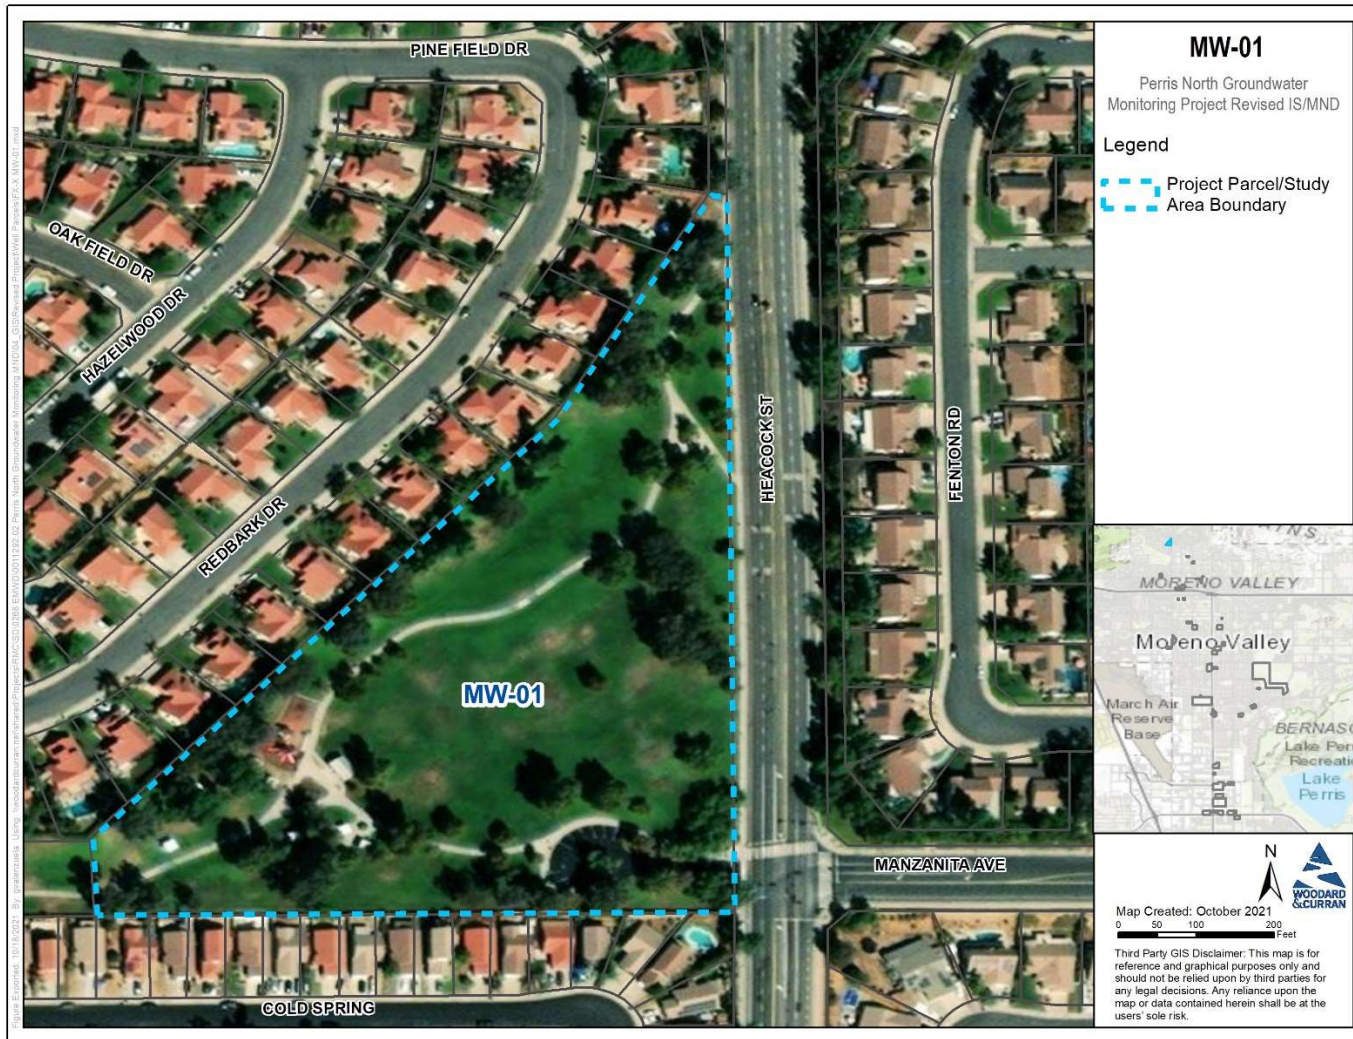 MW-01
Perris North Groundwater
Monitoring Project Revised IS/MND
Legend
Project Parcel/Study
Area Boundary
PINE FIELD DR
OAK FIELD DR
HAZELWOOD DR
REDBARK DR
HEACOCK ST
FENTON RD
MW-01
MANZANITA AVE
COLD SPRING
MORENO VALLEY
Moreno Valley
March Air
Reserve
Base
BERNASC
Lake Perr
Recreatio
Lake
Perris
N
WOODARD
&CURRAN
Map Created: October 2021
0 50 100 200
Feet
Third Party GIS Disclaimer: This map is for
reference and graphical purposes only and
should not be relied upon by third parties for
any legal decisions. Any reliance upon the
map or data contained herein shall be at the
users' sole risk.